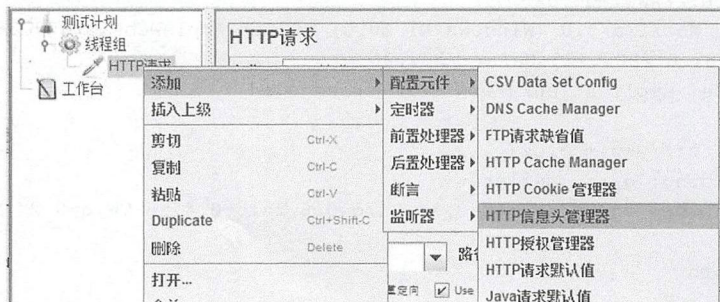 测试计划
线程组
HTTP请求
工作台
HTTP请求
添加
插入上级
剪切 Ctrl-X
复制 Ctrl-C
粘贴 Ctrl-V
Duplicate Ctrl+Shift-C
删除 Delete
打开...
配置元件
定时器
前置处理器
后置处理器
断言
监听器
CSV Data Set Config
DNS Cache Manager
FTP请求缺省值
HTTP Cache Manager
HTTP Cookie 管理器
HTTP信息头管理器
HTTP授权管理器
HTTP请求默认值
Java请求默认值
Use